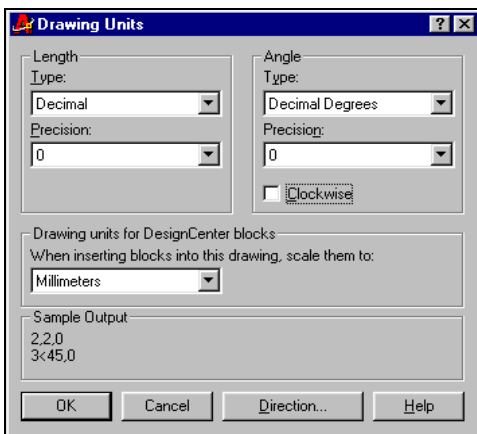 Drawing Units
Length
Type:
Decimal
Precision:
0
Angle
Type:
Decimal Degrees
Precision:
0
Clockwise
Drawing units for DesignCenter blocks
When inserting blocks into this drawing, scale them to:
Millimeters
Sample Output
2,2,0
3<45,0
OK Cancel Direction... Help